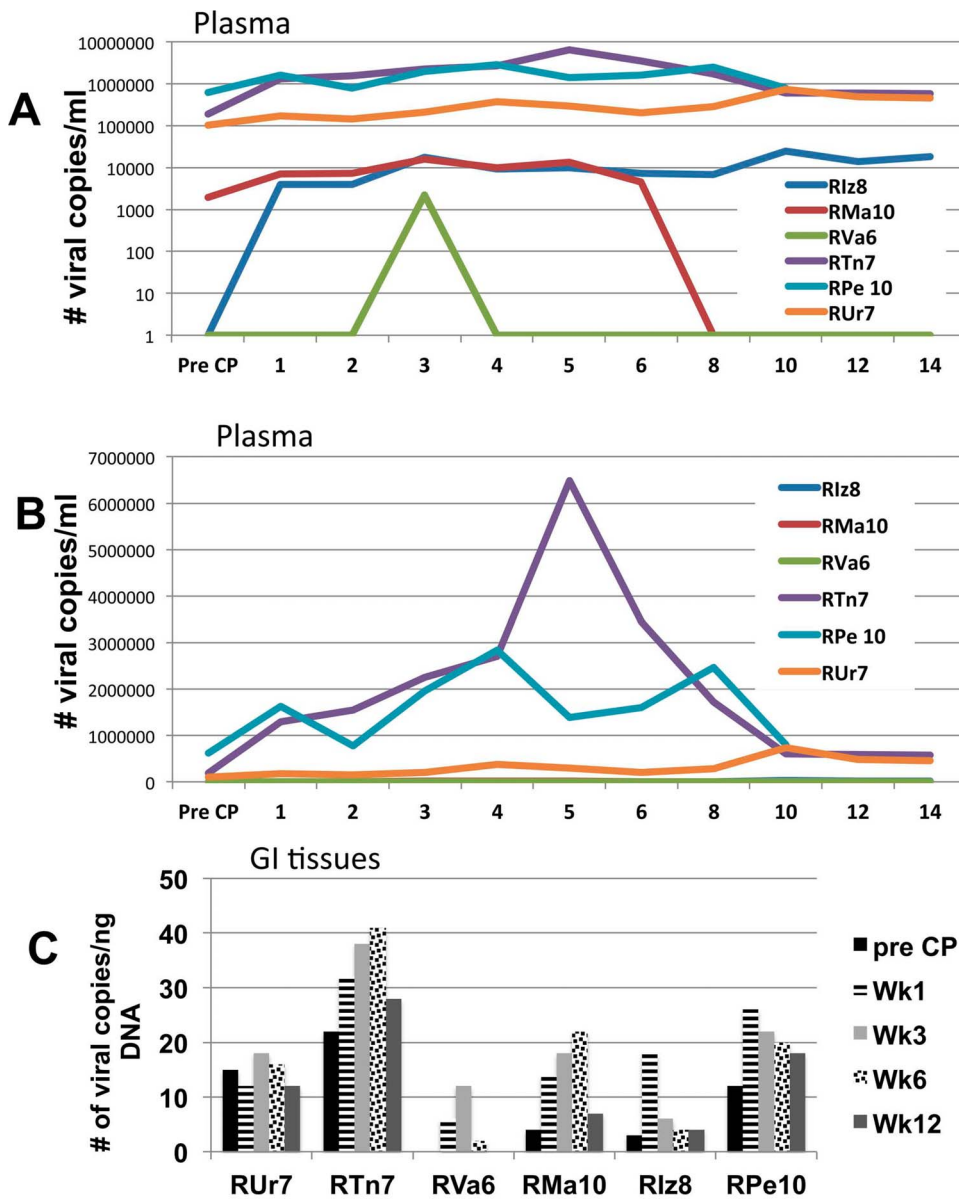 Plasma
A
# viral copies/ml
10000000
1000000
100000
10000
1000
100
10
1
RIz8
RMa10
RVa6
RTn7
RPe 10
RUr7
Pre CP 1 2 3 4 5 6 8 10 12 14
Plasma
B
# viral copies/ml
7000000
6000000
5000000
4000000
3000000
2000000
1000000
0
RIz8
RMa10
RVa6
RTn7
RPe 10
RUr7
Pre CP 1 2 3 4 5 6 8 10 12 14
GI tissues
C
# of viral copies/ng
DNA
50
40
30
20
10
0
pre CP
Wk1
Wk3
Wk6
Wk12
RUr7 RTn7 RVa6 RMa10 RIz8 RPe10